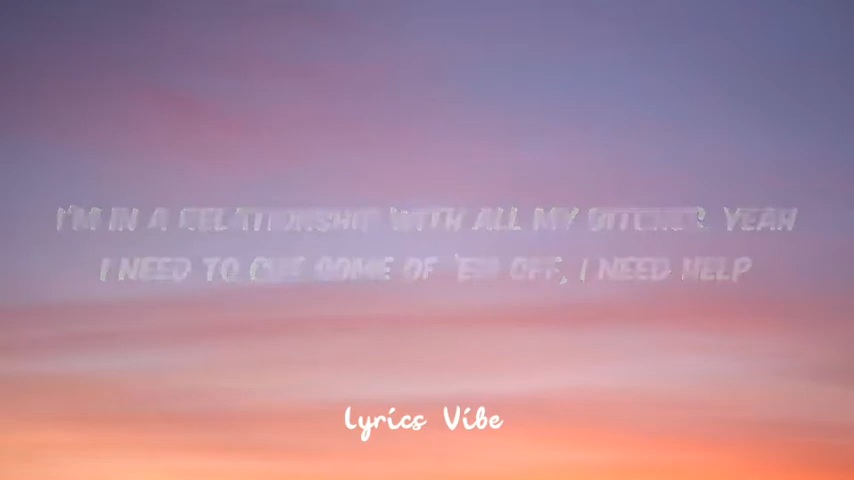 I'M IN A RELATIONSHIP WITH ALL MY BITCHES, YEAH
I NEED TO CUT SOME OF 'EM OFF, I NEED HELP
Lyrics Vibe